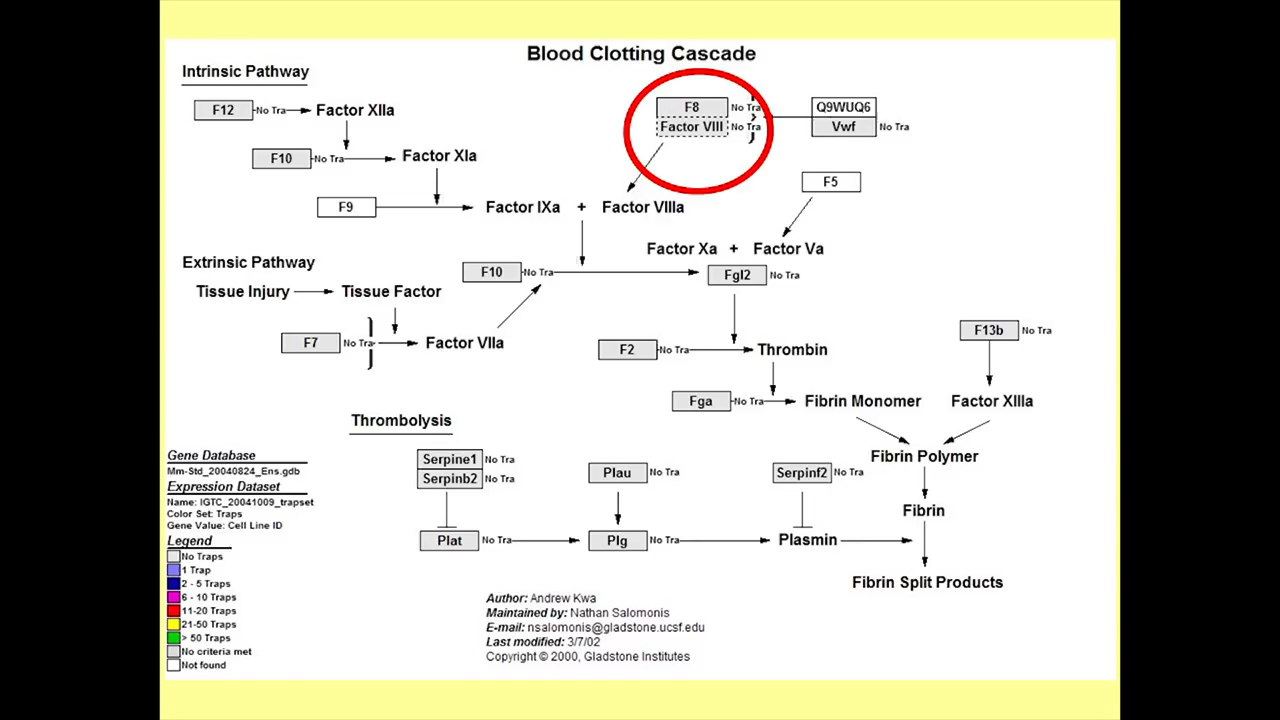 Blood Clotting Cascade
Intrinsic Pathway
F12 No Tra Factor XIIa
F8 No Tra
Factor VIII No Tra
Q9WUQ6
Vwf No Tra
F10 No Tra Factor XIa
F5
F9 Factor IXa + Factor VIIIa
Factor Xa + Factor Va
Extrinsic Pathway
F10 No Tra Fgl2 No Tra
Tissue Injury Tissue Factor
F7 No Tra Factor VIIa
F2 No Tra Thrombin
F13b No Tra
Fga No Tra Fibrin Monomer Factor XIIIa
Thrombolysis
Fibrin Polymer
Serpine1 No Tra
Serpinb2 No Tra
Plau No Tra
Serpinf2 No Tra
Fibrin
Plat No Tra Plg No Tra Plasmin
Fibrin Split Products
Gene Database
Mm-Std_20040824_Ens.gdb
Expression Dataset
Name: IGTC_20041009_trapset
Color Set: Traps
Gene Value: Cell Line ID
Legend
No Traps
1 Trap
2 - 5 Traps
6 - 10 Traps
11-20 Traps
21-50 Traps
> 50 Traps
No criteria met
Not found
Author: Andrew Kwa
Maintained by: Nathan Salomonis
E-mail: nsalomonis@gladstone.ucsf.edu
Last modified: 3/7/02
Copyright © 2000, Gladstone Institutes